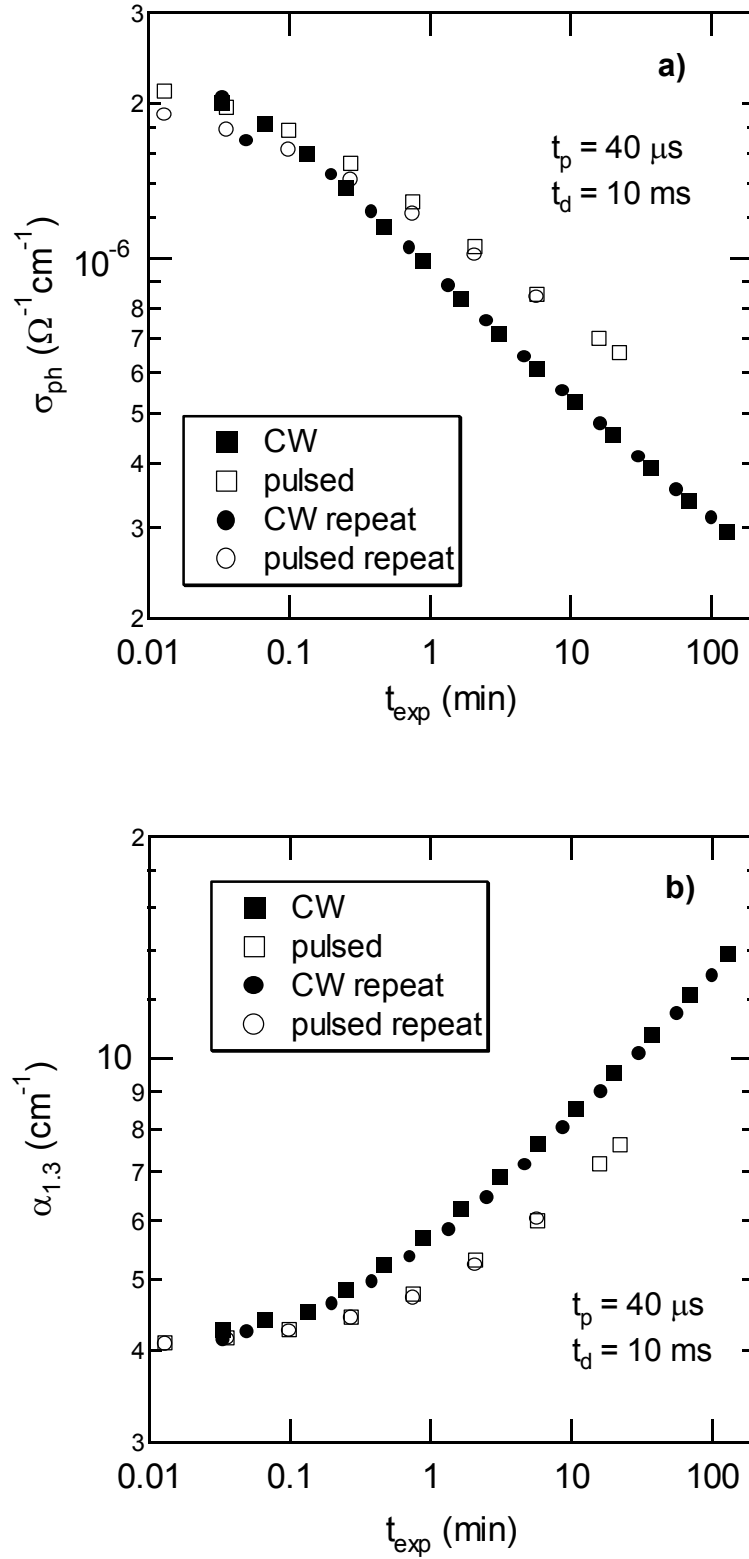 3
a)
2
t_p = 40 μs
t_d = 10 ms
10^-6
8
7
6
5
4
3
2
σ_ph (Ω^-1 cm^-1)
CW
pulsed
CW repeat
pulsed repeat
0.01 0.1 1 10 100
t_exp (min)
2
b)
CW
pulsed
CW repeat
pulsed repeat
10
9
8
7
6
5
4
3
α_1.3 (cm^-1)
t_p = 40 μs
t_d = 10 ms
0.01 0.1 1 10 100
t_exp (min)